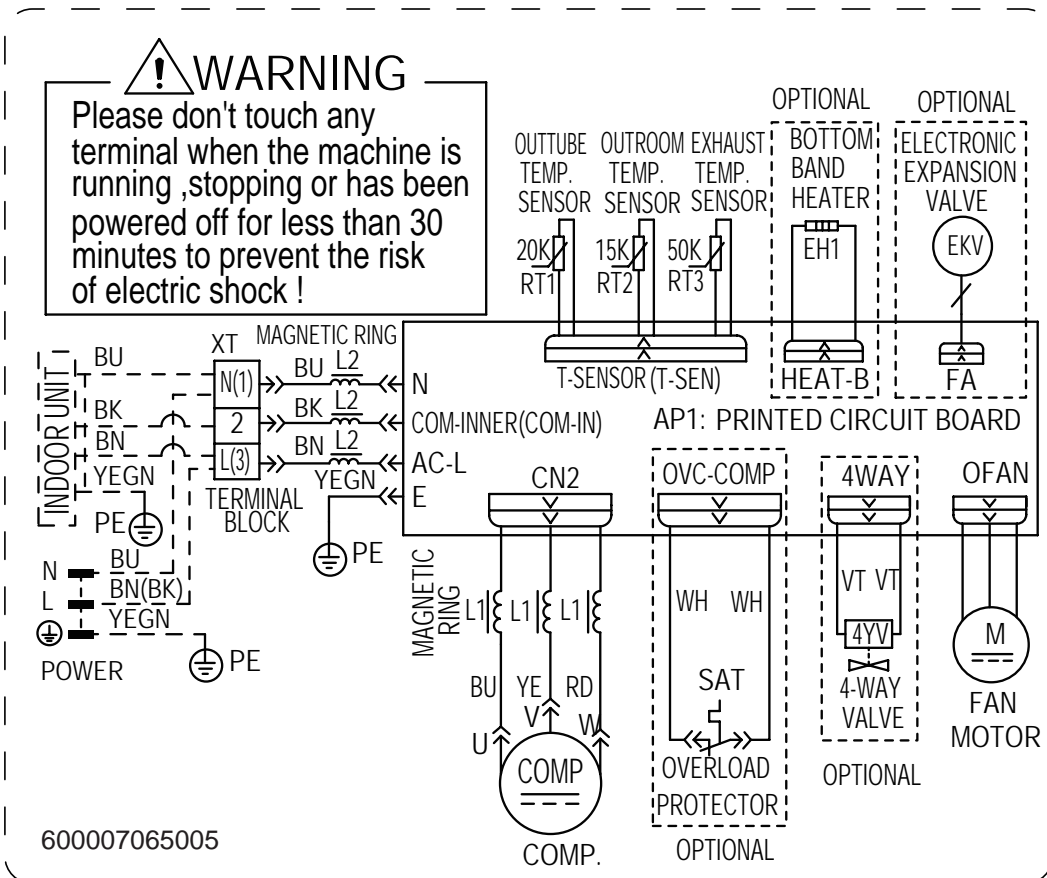 WARNING
Please don't touch any
terminal when the machine is
running ,stopping or has been
powered off for less than 30
minutes to prevent the risk
of electric shock !
OUTTUBE
TEMP.
SENSOR
OUTROOM
TEMP.
SENSOR
EXHAUST
TEMP.
SENSOR
OPTIONAL
BOTTOM
BAND
HEATER
OPTIONAL
ELECTRONIC
EXPANSION
VALVE
20K
RT1
15K
RT2
50K
RT3
EH1
EKV
T-SENSOR(T-SEN)
HEAT-B
FA
AP1: PRINTED CIRCUIT BOARD
INDOOR UNIT
BU
BK
BN
YEGN
PE
XT
N(1)
2
L(3)
TERMINAL
BLOCK
MAGNETIC RING
BU L2
BK L2
BN L2
YEGN
PE
N
COM-INNER(COM-IN)
AC-L
E
N
L
BU
BN(BK)
YEGN
PE
POWER
CN2
OVC-COMP
4WAY
OFAN
MAGNETIC
RING
L1 L1 L1
BU YE RD
U V W
COMP
COMP.
WH WH
SAT
OVERLOAD
PROTECTOR
OPTIONAL
VT VT
4YV
4-WAY
VALVE
OPTIONAL
M
FAN
MOTOR
600007065005